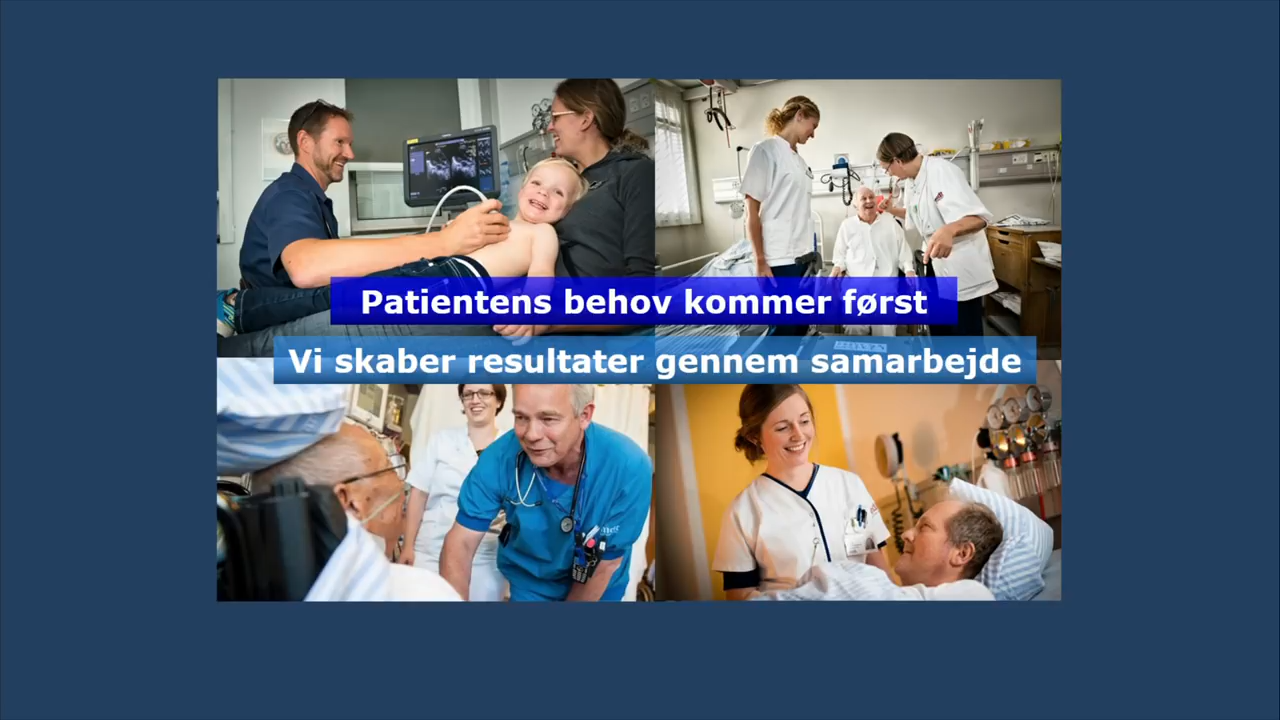 Patientens behov kommer først
Vi skaber resultater gennem samarbejde